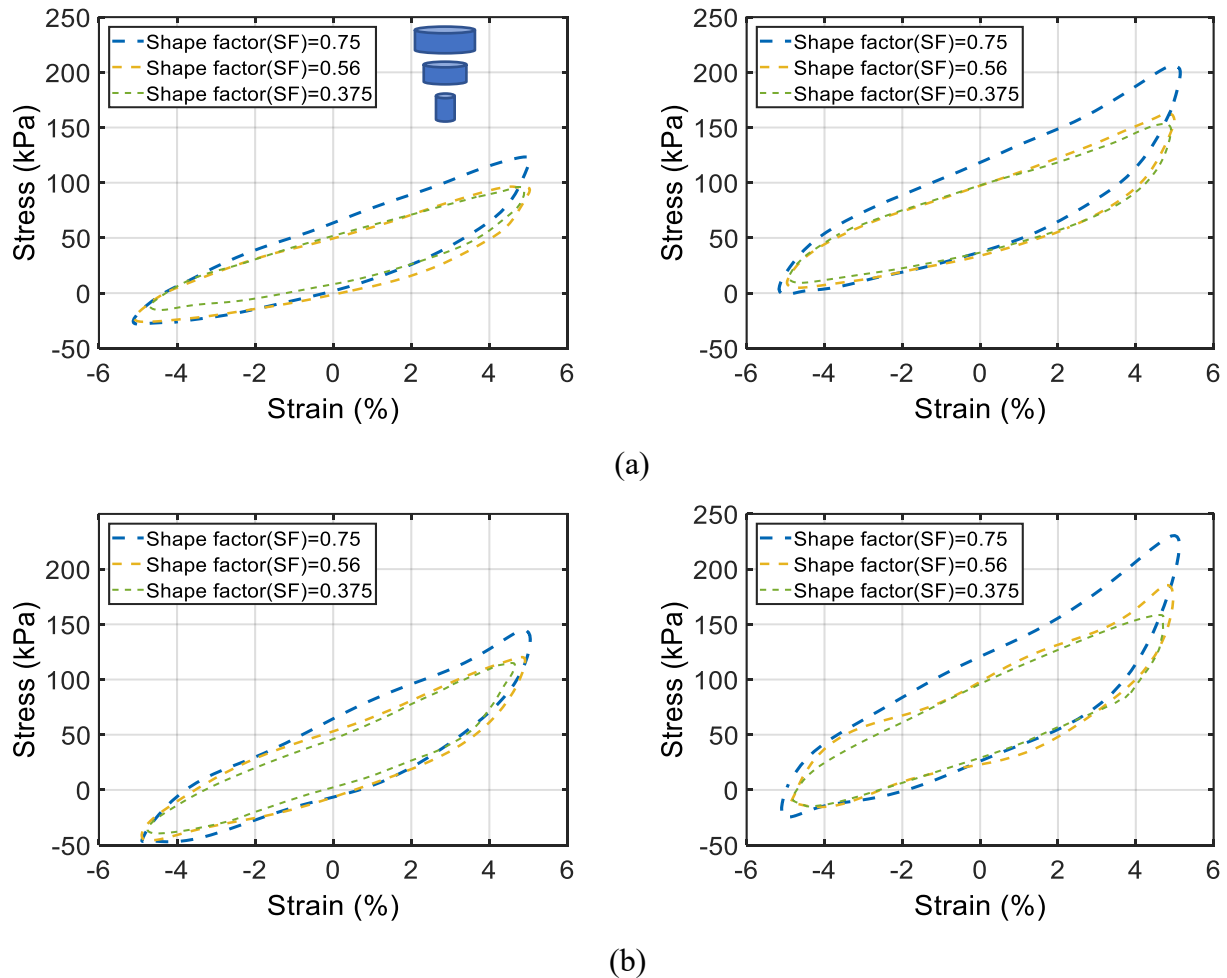 250
200
150
100
50
0
-50
Stress (kPa)
Shape factor(SF)=0.75
Shape factor(SF)=0.56
Shape factor(SF)=0.375
-6 -4 -2 0 2 4 6
Strain (%)
250
200
150
100
50
0
-50
Stress (kPa)
Shape factor(SF)=0.75
Shape factor(SF)=0.56
Shape factor(SF)=0.375
-6 -4 -2 0 2 4 6
Strain (%)
(a)
200
150
100
50
0
-50
Stress (kPa)
Shape factor(SF)=0.75
Shape factor(SF)=0.56
Shape factor(SF)=0.375
-6 -4 -2 0 2 4 6
Strain (%)
250
200
150
100
50
0
-50
Stress (kPa)
Shape factor(SF)=0.75
Shape factor(SF)=0.56
Shape factor(SF)=0.375
-6 -4 -2 0 2 4 6
Strain (%)
(b)